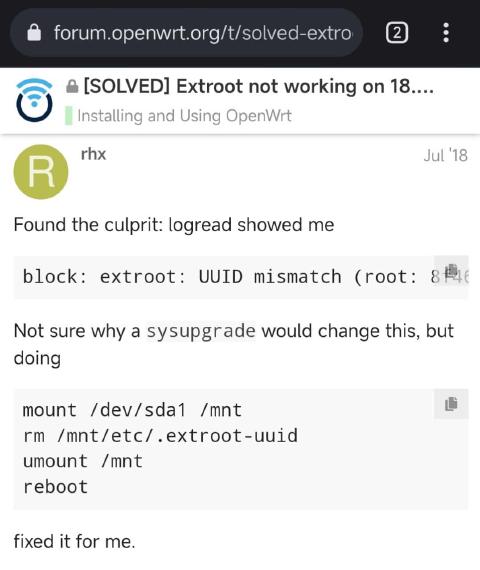 forum.openwrt.org/t/solved-extro
2
[SOLVED] Extroot not working on 18....
Installing and Using OpenWrt
R
rhx
Jul '18
Found the culprit: logread showed me
block: extroot: UUID mismatch (root:
Not sure why a sysupgrade would change this, but
doing
mount /dev/sda1 /mnt
rm /mnt/etc/.extroot-uuid
umount /mnt
reboot
fixed it for me.